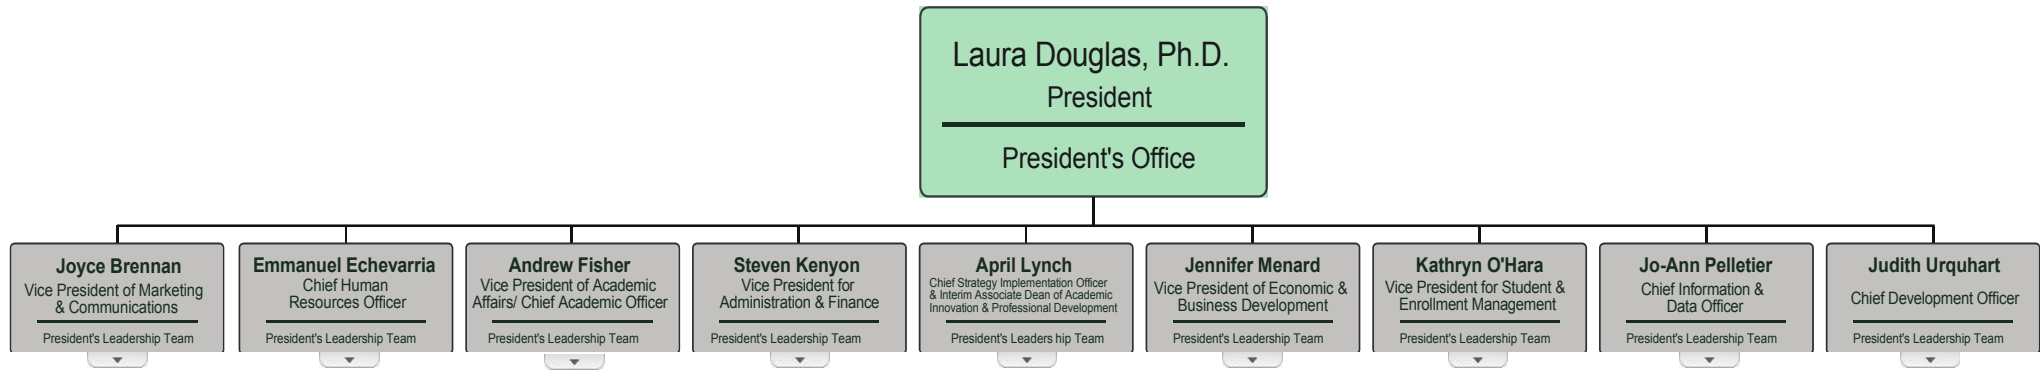 Laura Douglas, Ph.D.
President
President's Office
Joyce Brennan
Vice President of Marketing
& Communications
President's Leadership Team
Emmanuel Echevarria
Chief Human
Resources Officer
President's Leadership Team
Andrew Fisher
Vice President of Academic
Affairs/ Chief Academic Officer
President's Leadership Team
Steven Kenyon
Vice President for
Administration & Finance
President's Leadership Team
April Lynch
Chief Strategy Implementation Officer
& Interim Associate Dean of Academic
Innovation & Professional Development
President's Leaders hip Team
Jennifer Menard
Vice President of Economic &
Business Development
President's Leadership Team
Kathryn O'Hara
Vice President for Student &
Enrollment Management
President's Leadership Team
Jo-Ann Pelletier
Chief Information &
Data Officer
President's Leadership Team
Judith Urquhart
Chief Development Officer
President's Leadership Team